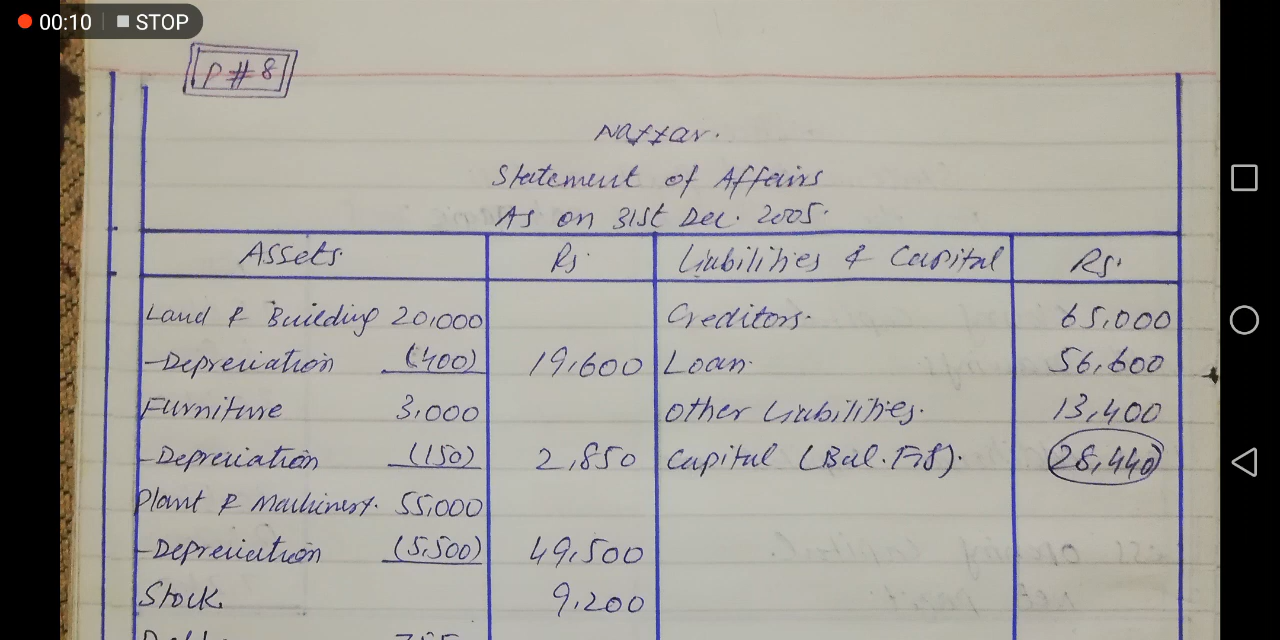 00:10 STOP
P # 8
Nazzar.
Statement of Affairs
As on 31st Dec. 2005.
Assets Rs. Liabilities & Capital Rs.
Land & Building 20,000 Creditors. 65,000
-Depreciation (400) 19,600 Loan. 56,600
Furniture 3,000 Other Liabilities. 13,400
-Depreciation (150) 2,850 Capital (Bal. Fig). 28,440
Plant & Machinery. 55,000
-Depreciation (5,500) 49,500
Stock. 9,200